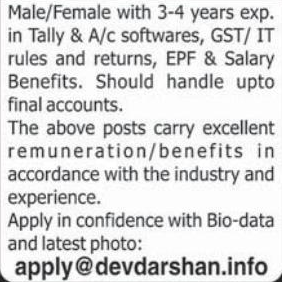 Male/Female with 3-4 years exp.
in Tally & A/c softwares, GST/ IT
rules and returns, EPF & Salary
Benefits. Should handle upto
final accounts.
The above posts carry excellent
remuneration/benefits in
accordance with the industry and
experience.
Apply in confidence with Bio-data
and latest photo:
apply@devdarshan.info